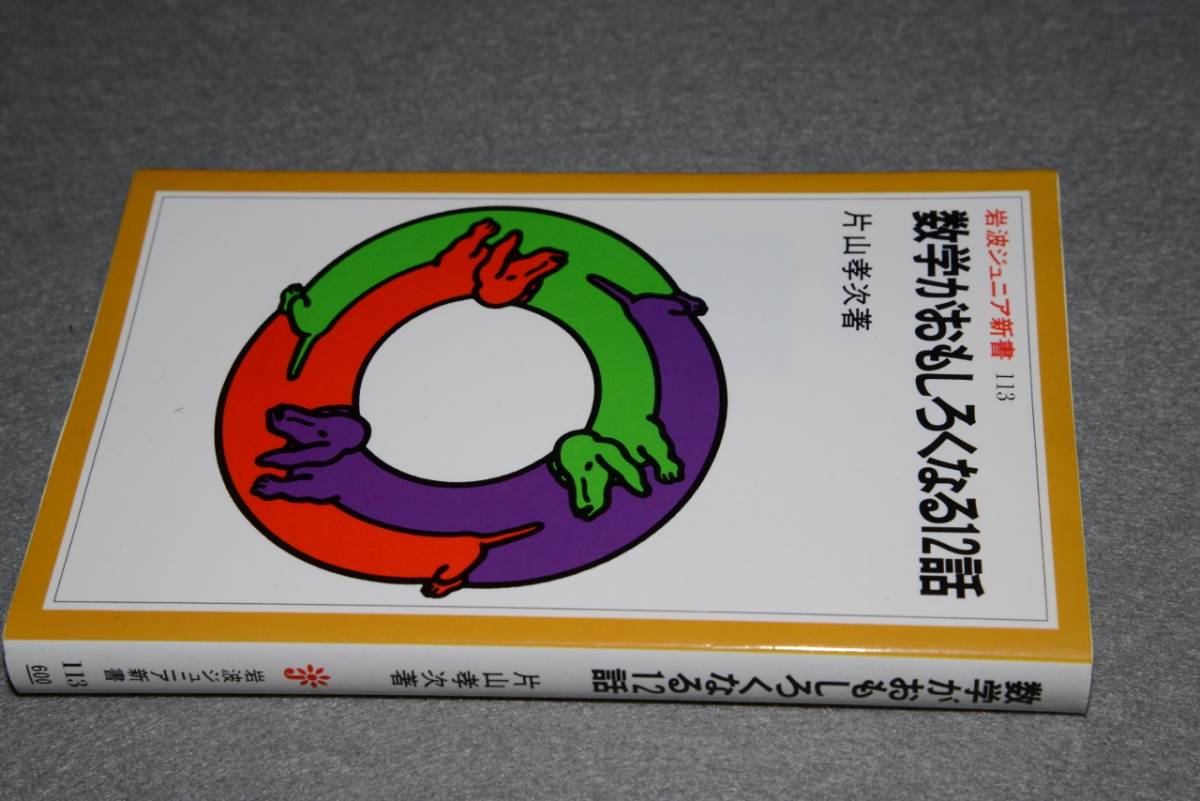 岩波ジュニア新書 113
数学がおもしろくなる12話
片山孝次著
数学がおもしろくなる12話
片山孝次著
岩波ジュニア新書
113
600